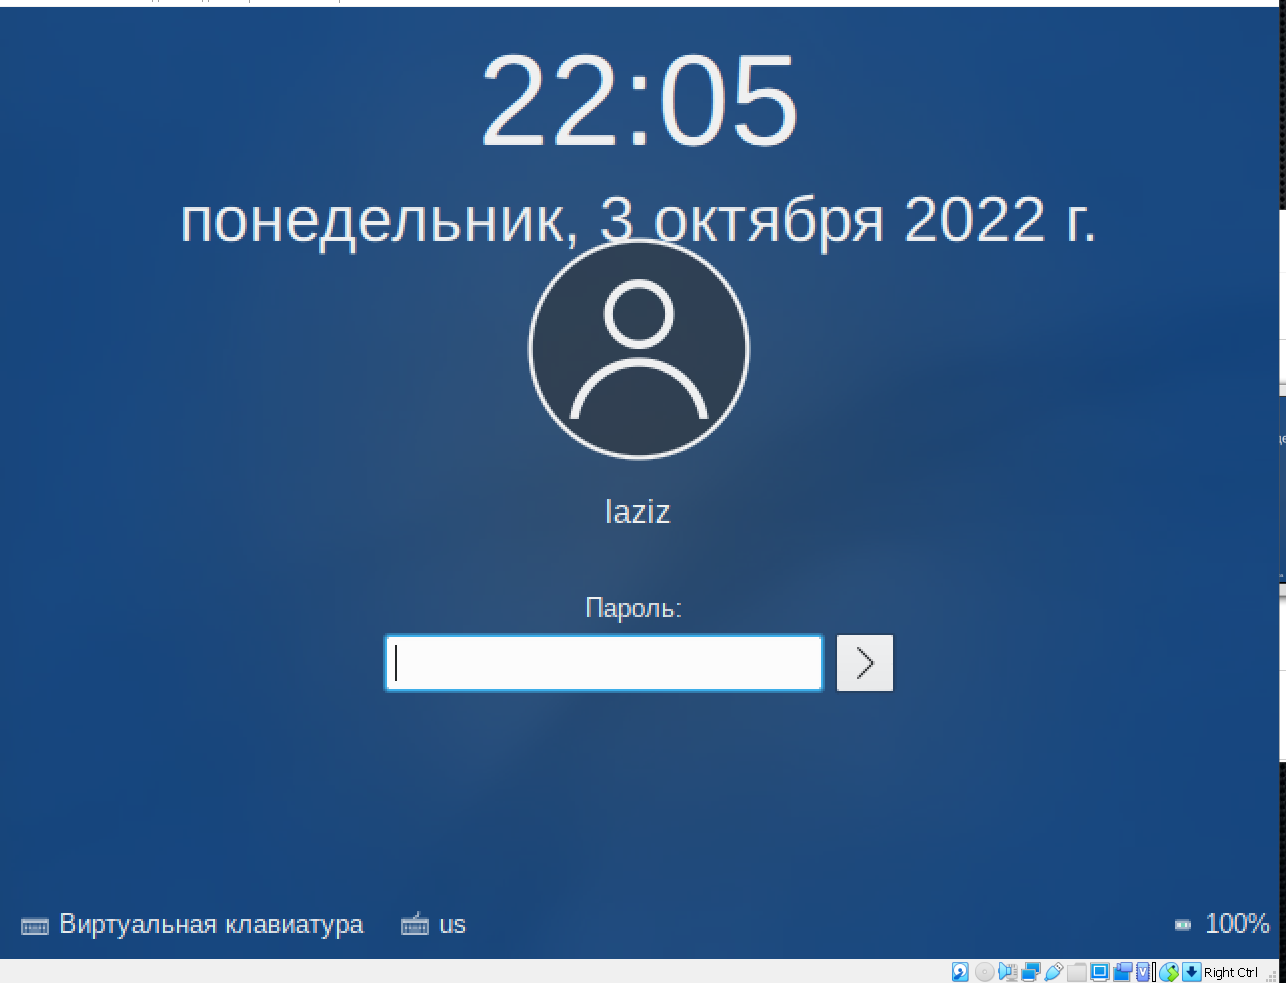 22:05
понедельник, 3 октября 2022 г.
laziz
Пароль:
Виртуальная клавиатура us 100%
Right Ctrl